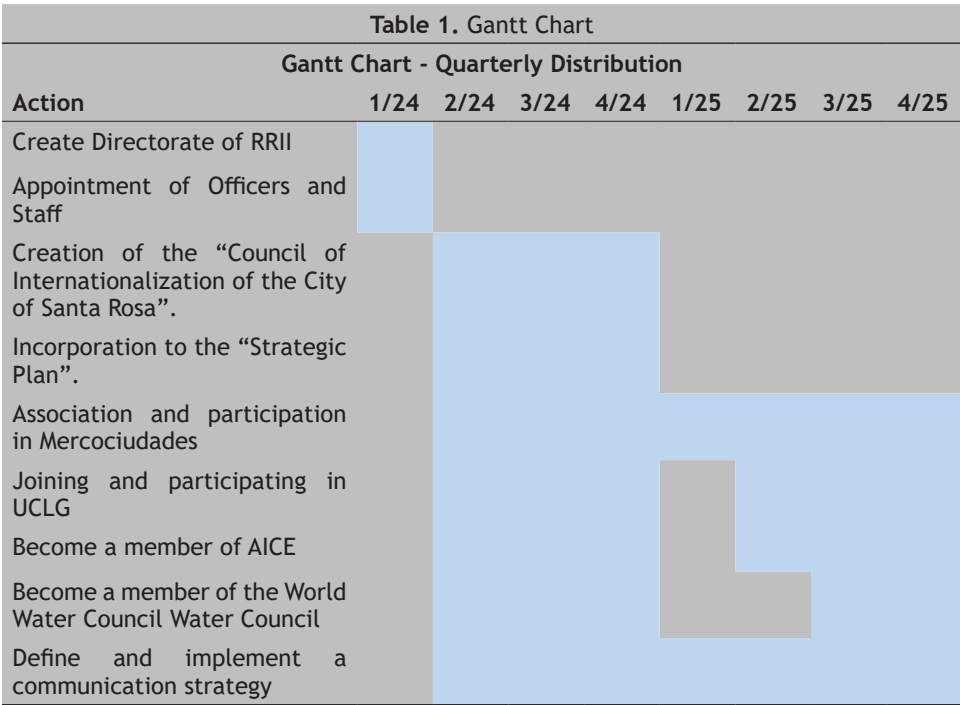 Table 1. Gantt Chart
Gantt Chart - Quarterly Distribution
Action 1/24 2/24 3/24 4/24 1/25 2/25 3/25 4/25
Create Directorate of RRII
Appointment of Officers and
Staff
Creation of the “Council of
Internationalization of the City
of Santa Rosa”.
Incorporation to the “Strategic
Plan”.
Association and participation
in Mercociudades
Joining and participating in
UCLG
Become a member of AICE
Become a member of the World
Water Council Water Council
Define and implement a
communication strategy